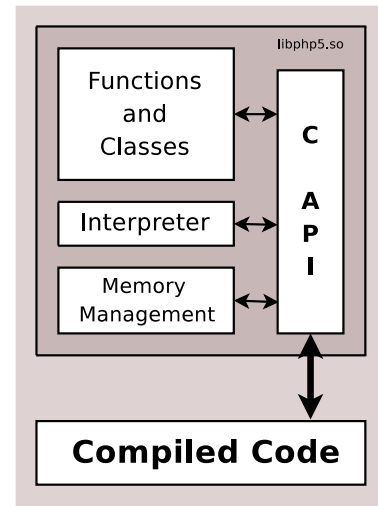 libphp5.so
Functions
and
Classes
Interpreter
Memory
Management
C
A
P
I
Compiled Code